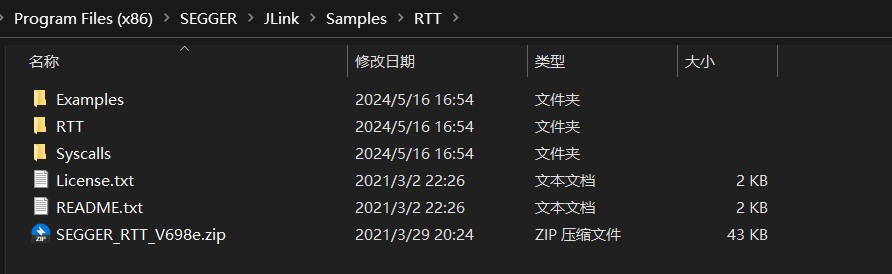 Program Files (x86) > SEGGER > JLink > Samples > RTT >
名称 修改日期 类型 大小
Examples 2024/5/16 16:54 文件夹
RTT 2024/5/16 16:54 文件夹
Syscalls 2024/5/16 16:54 文件夹
License.txt 2021/3/2 22:26 文本文档 2 KB
README.txt 2021/3/2 22:26 文本文档 2 KB
SEGGER_RTT_V698e.zip 2021/3/29 20:24 ZIP 压缩文件 43 KB